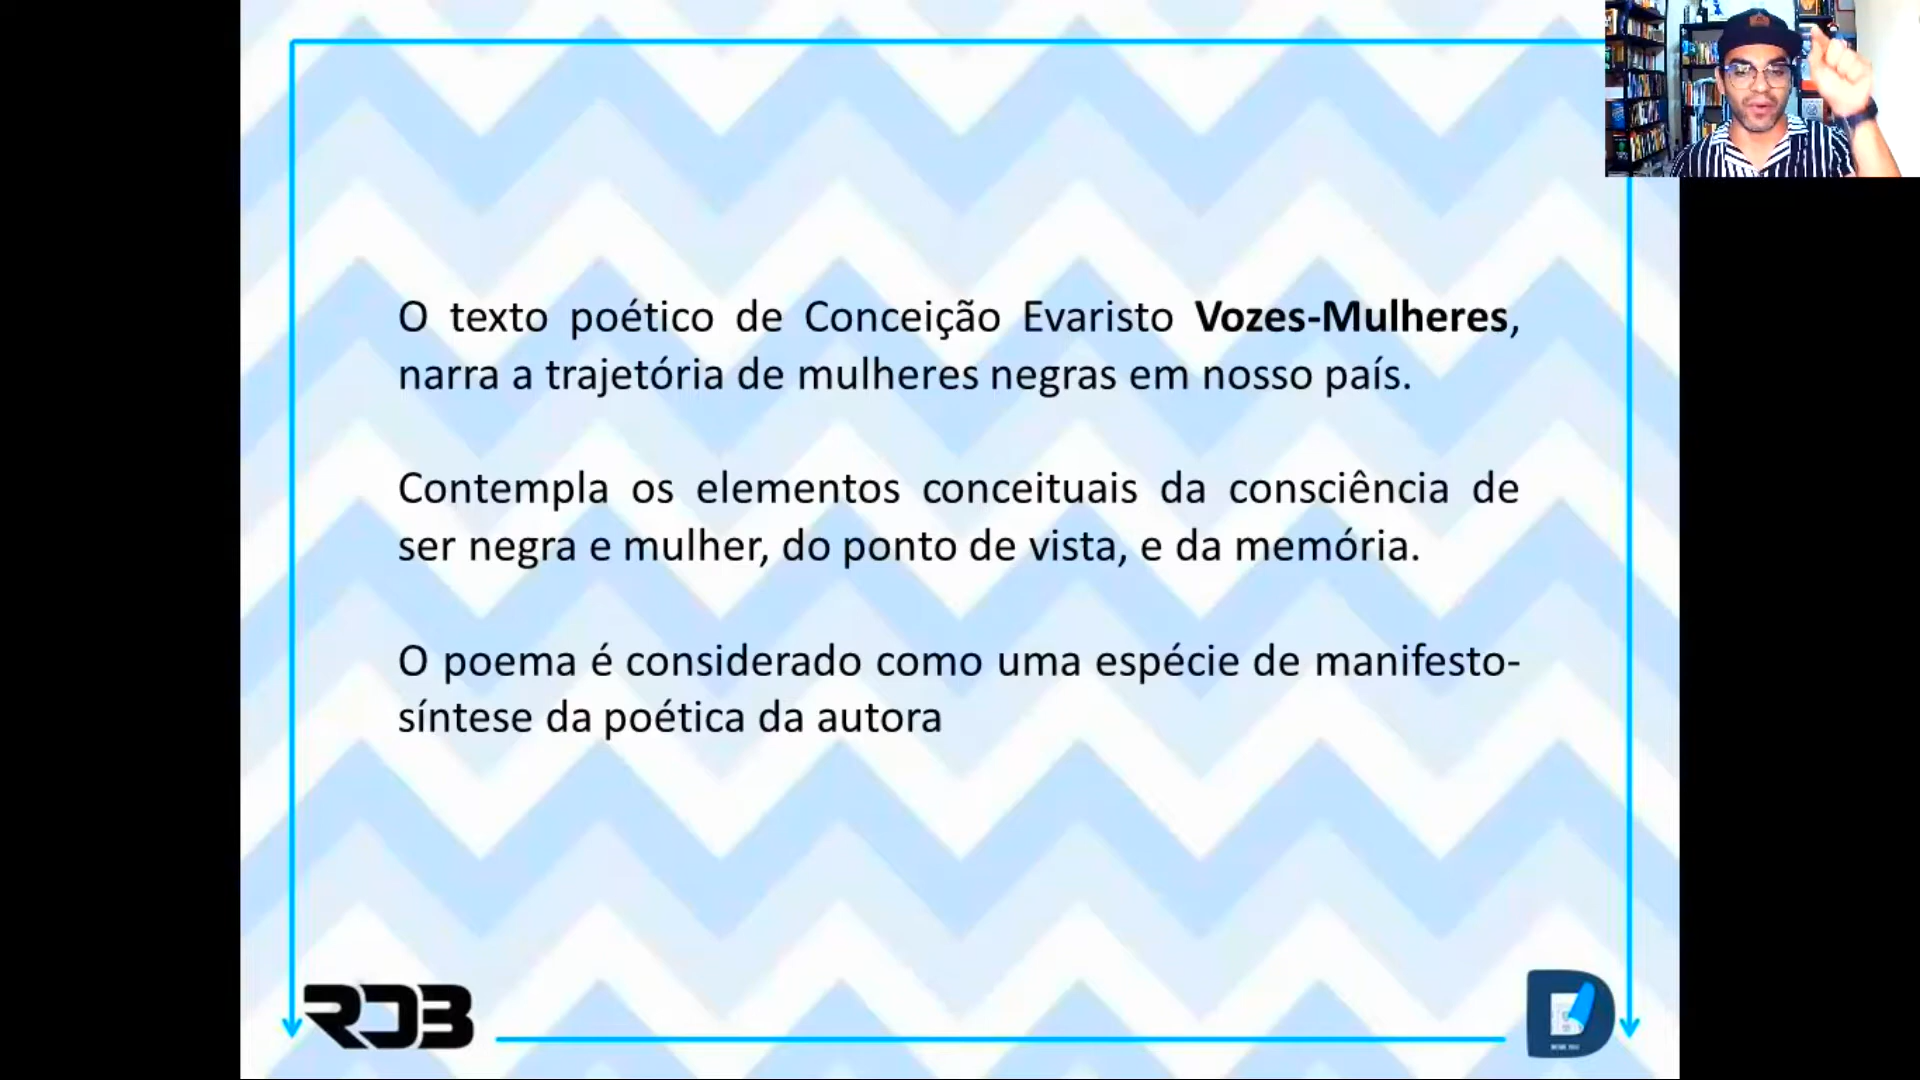 O texto poético de Conceição Evaristo Vozes-Mulheres,
narra a trajetória de mulheres negras em nosso país.
Contempla os elementos conceituais da consciência de
ser negra e mulher, do ponto de vista, e da memória.
O poema é considerado como uma espécie de manifesto-
síntese da poética da autora
RDB
D